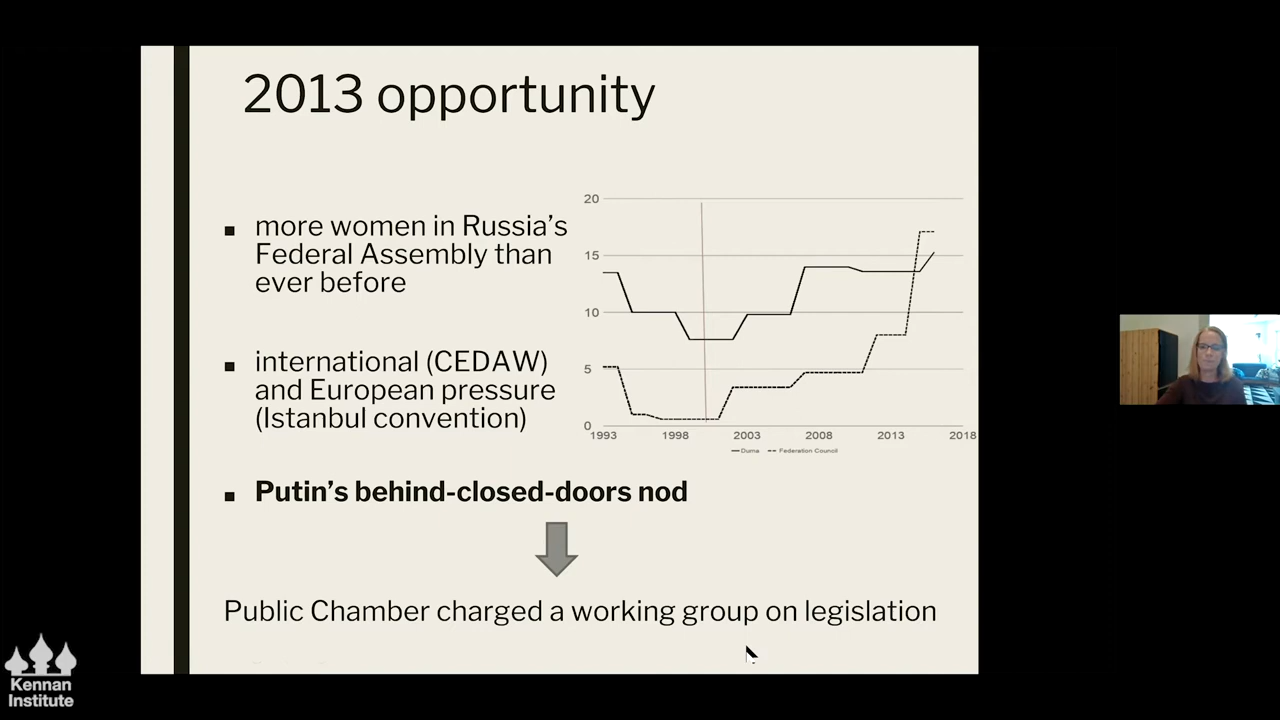 2013 opportunity
▪ more women in Russia’s
Federal Assembly than
ever before
▪ international (CEDAW)
and European pressure
(Istanbul convention)
▪ Putin’s behind-closed-doors nod
Public Chamber charged a working group on legislation
20
15
10
5
0
1993 1998 2003 2008 2013 2018
Duma Federation Council
Kennan
Institute